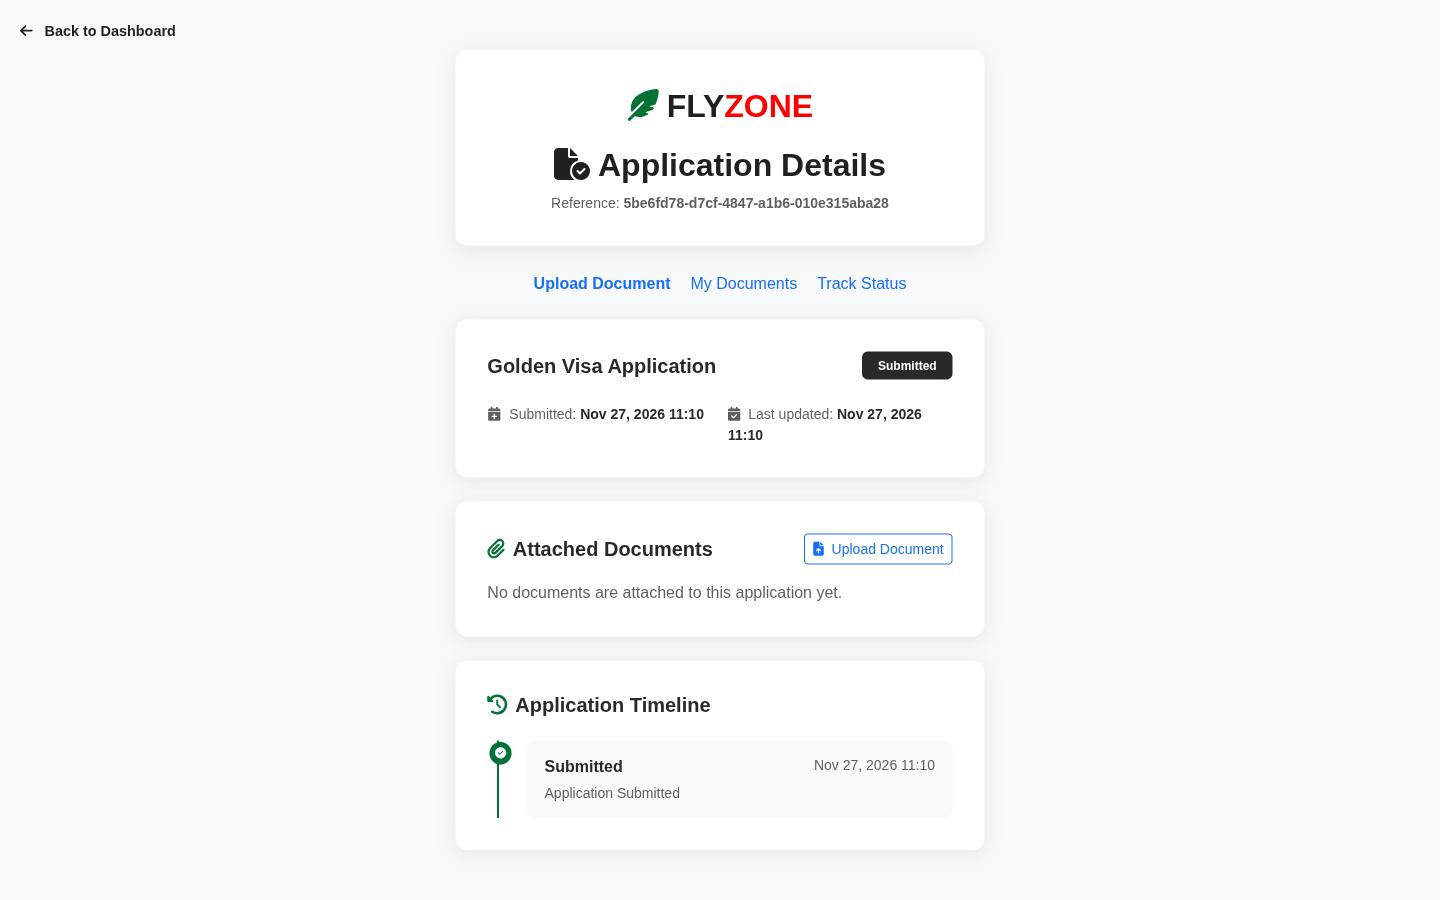 Back to Dashboard
FLYZONE
Application Details
Reference: 5be6fd78-d7cf-4847-a1b6-010e315aba28
Upload Document My Documents Track Status
Golden Visa Application Submitted
Submitted: Nov 27, 2026 11:10 Last updated: Nov 27, 2026
11:10
Attached Documents Upload Document
No documents are attached to this application yet.
Application Timeline
Submitted Nov 27, 2026 11:10
Application Submitted